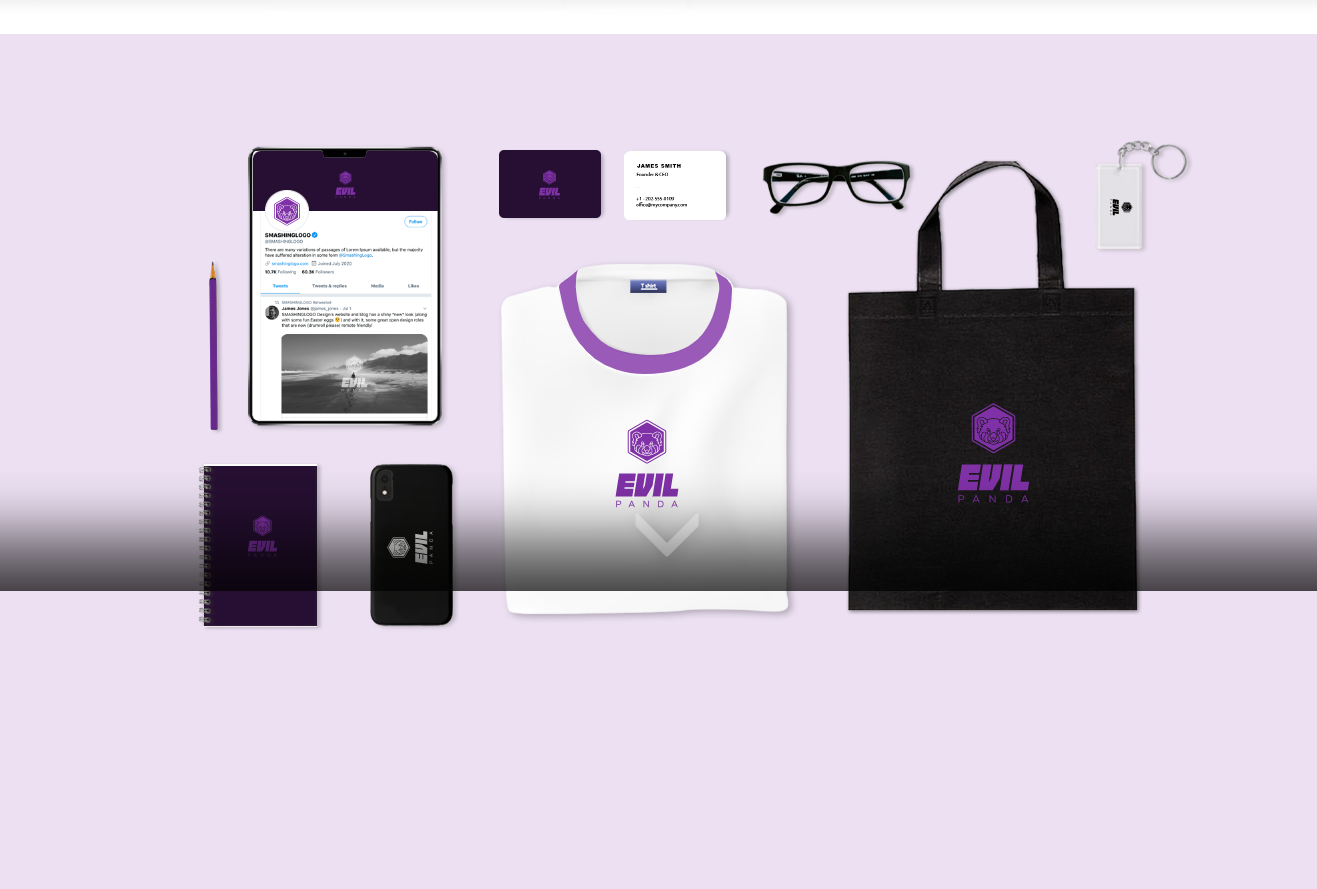 EVIL
PANDA
Follow
SMASHINGLOGO
@SMASHINGLOGO
There are many variations of passages of Lorem Ipsum available, but the majority
have suffered alteration in some form @SmashingLogo.
smashinglogo.com Joined July 2020
10.7K Following 60.3K Followers
Tweets Tweets & replies Media Likes
SMASHINGLOGO Retweeted
James Jones @james_jones · Jul 1
SMASHINGLOGO Design's website and blog has a shiny *new* look (along
with some fun Easter eggs 😉) and with it, some great open design roles
that are now (drumroll please) remote friendly!
EVIL
PANDA
EVIL
PANDA
JAMES SMITH
Founder & CEO
+1 - 202 555 0109
office@mycompany.com
EVIL
T shirt
EVIL
PANDA
EVIL
PANDA
EVIL
PANDA
EVIL
PANDA